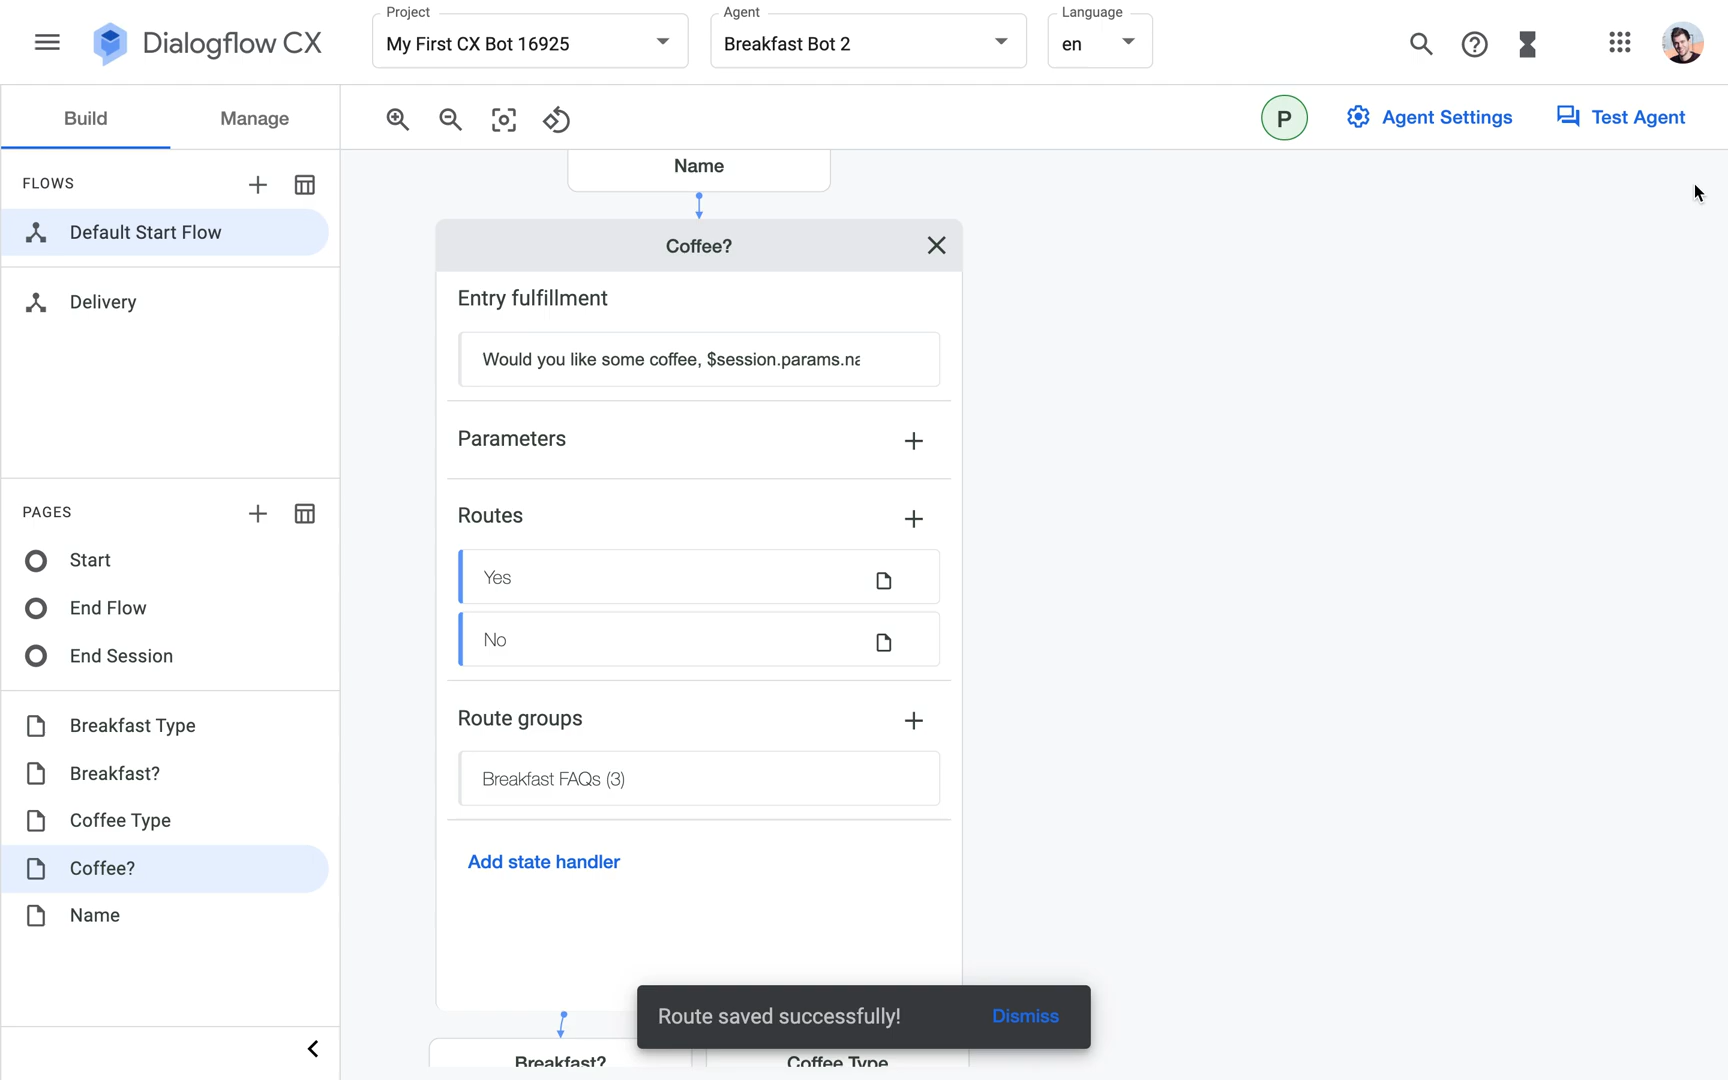 Dialogflow CX
Project
My First CX Bot 16925
Agent
Breakfast Bot 2
Language
en
Build
Manage
P
Agent Settings
Test Agent
FLOWS
Default Start Flow
Delivery
PAGES
Start
End Flow
End Session
Breakfast Type
Breakfast?
Coffee Type
Coffee?
Name
Name
Coffee?
Entry fulfillment
Would you like some coffee, $session.params.na
Parameters
Routes
Yes
No
Route groups
Breakfast FAQs (3)
Add state handler
Route saved successfully!
Dismiss
Breakfast?
Coffee Type